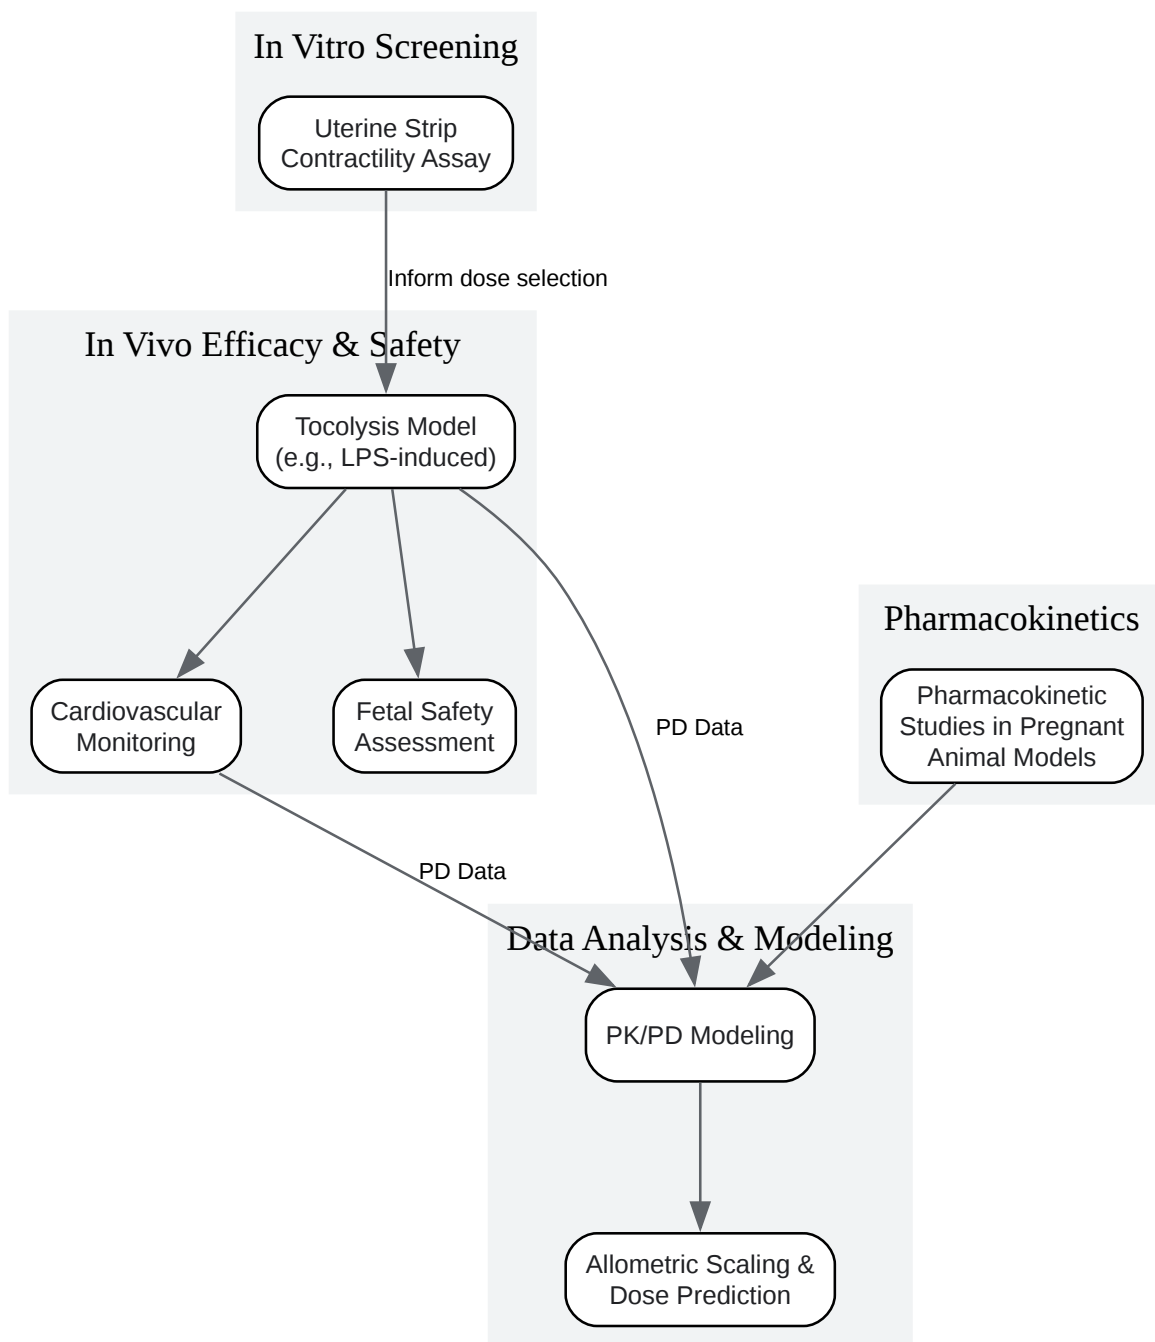 In Vitro Screening
Uterine Strip
Contractility Assay
Inform dose selection
In Vivo Efficacy & Safety
Tocolysis Model
(e.g., LPS-induced)
Pharmacokinetics
Cardiovascular
Monitoring
Fetal Safety
Assessment
PD Data
Pharmacokinetic
Studies in Pregnant
Animal Models
PD Data
Data Analysis & Modeling
PK/PD Modeling
Allometric Scaling &
Dose Prediction